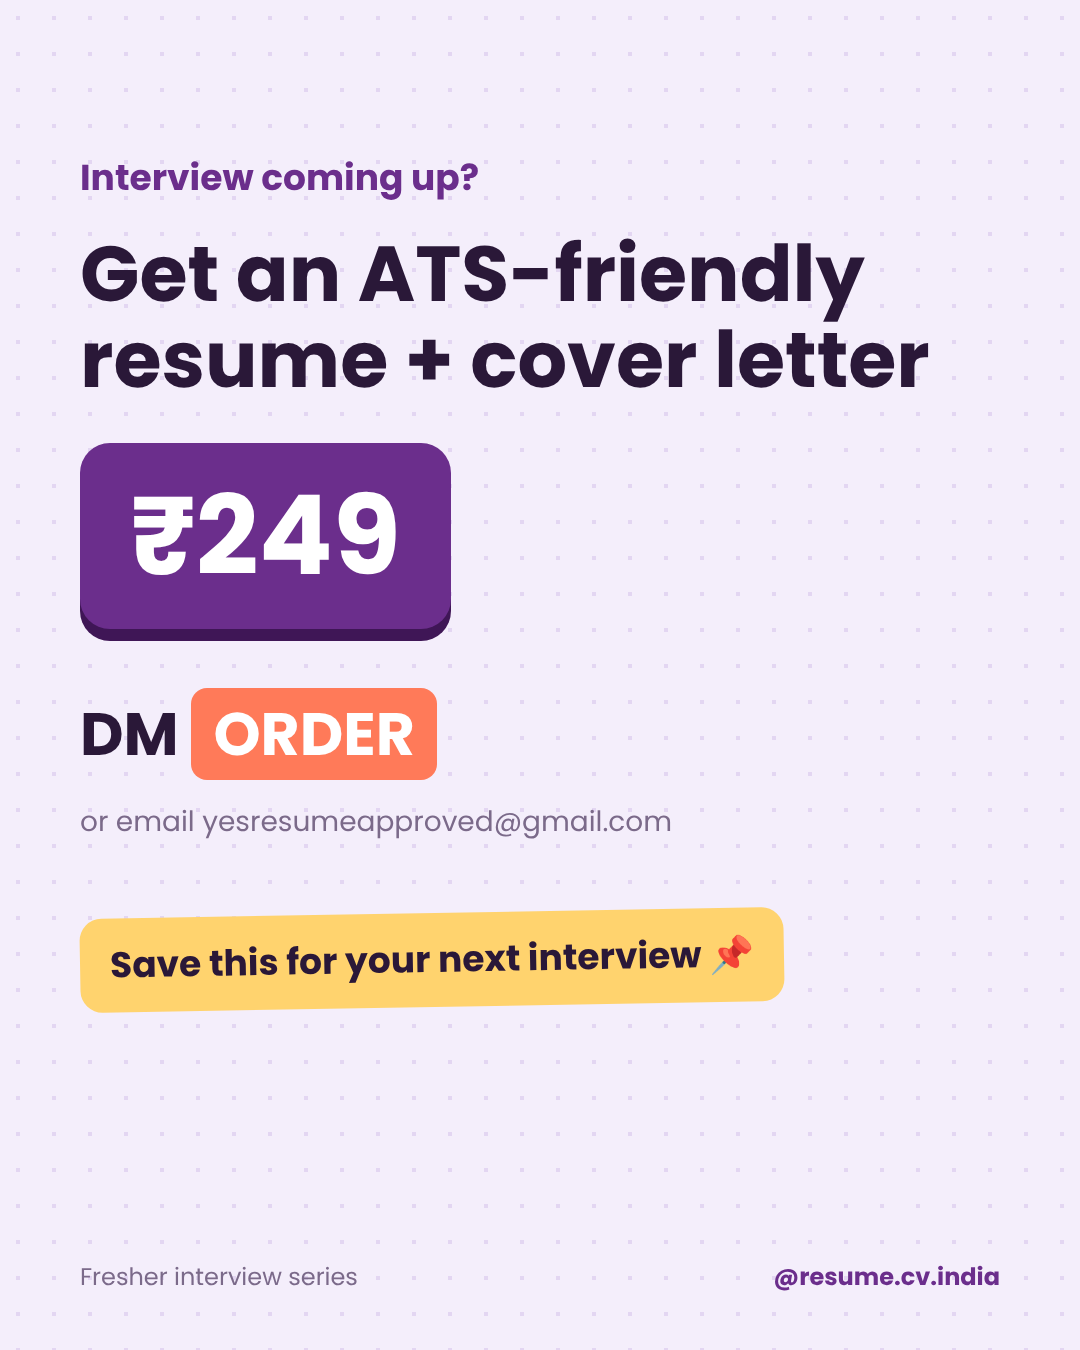 Interview coming up?
Get an ATS-friendly
resume + cover letter
₹249
DM ORDER
or email yesresumeapproved@gmail.com
Save this for your next interview 📌
Fresher interview series
@resume.cv.india